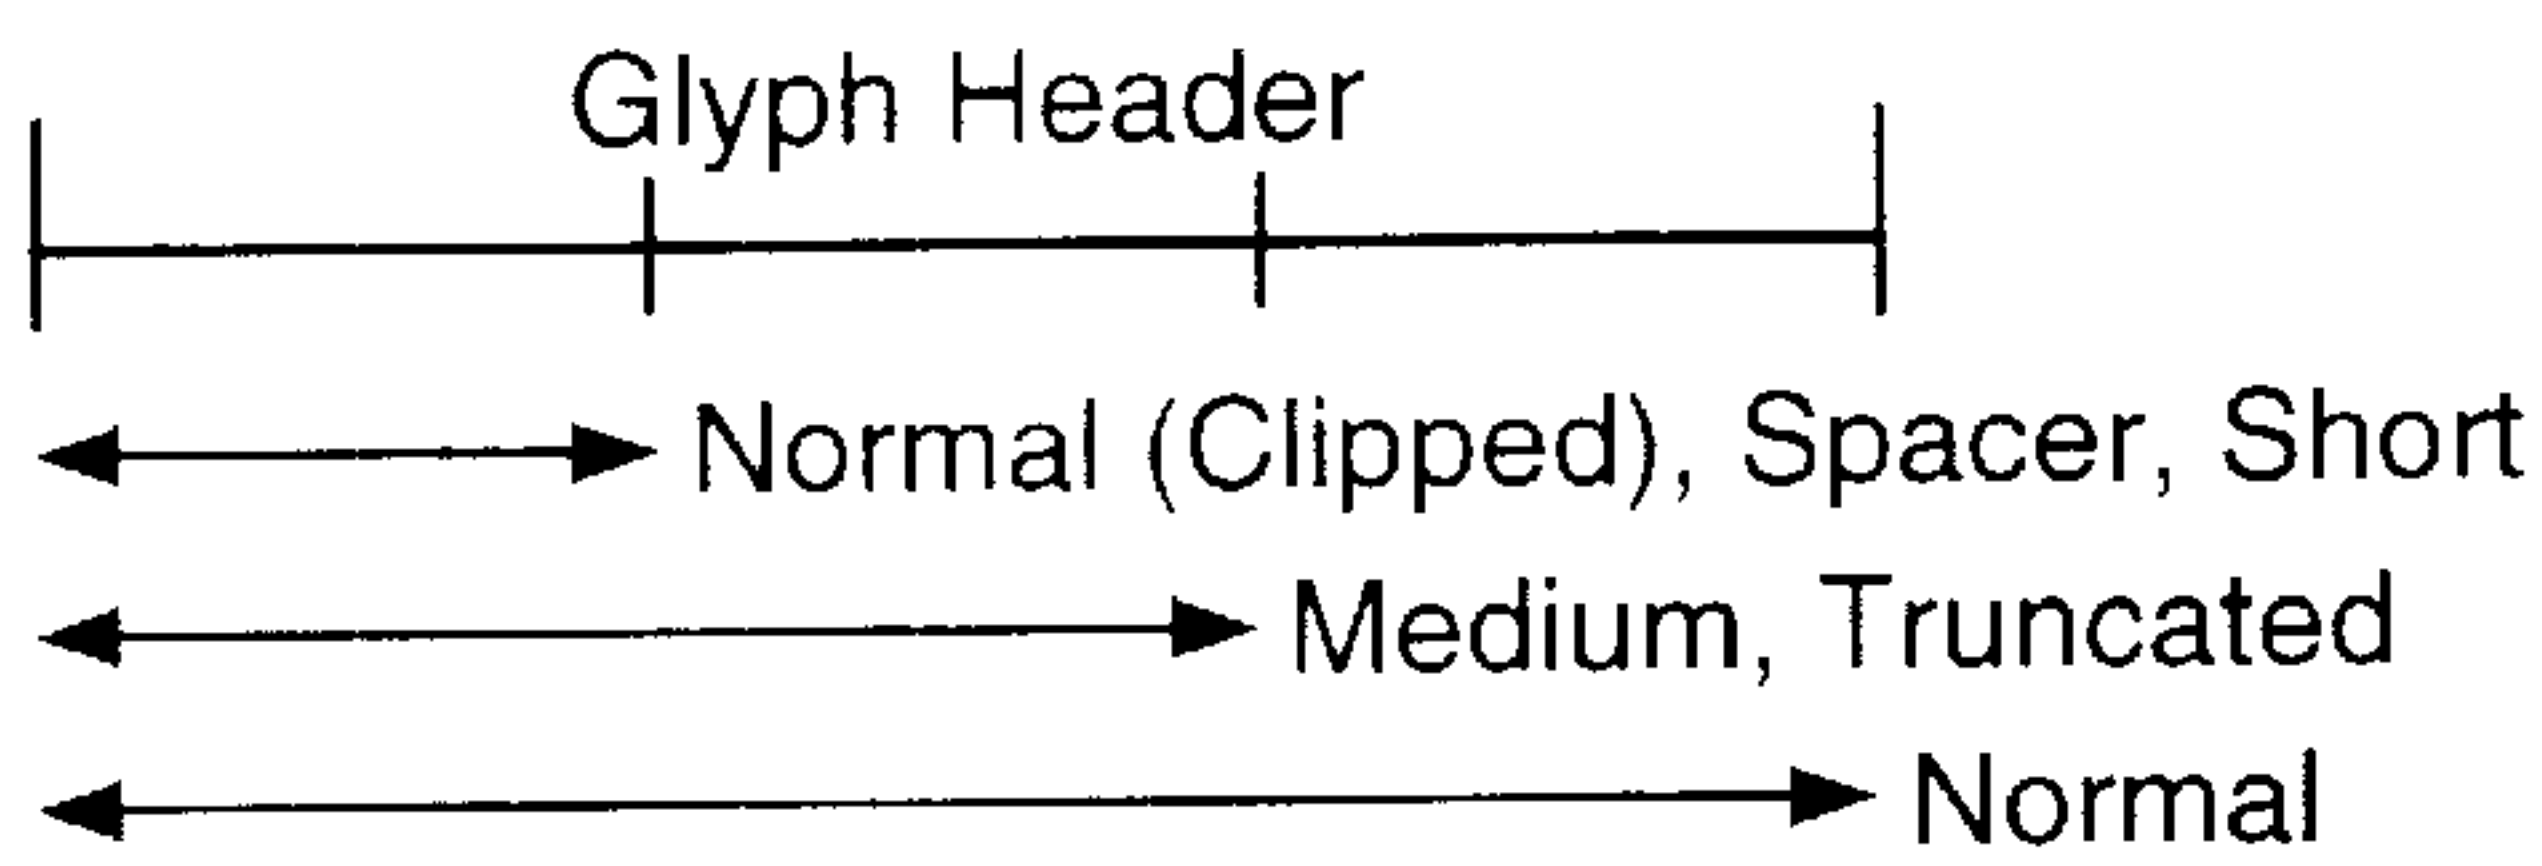 Glyph Header
Normal (Clipped), Spacer, Short
Medium, Truncated
Normal